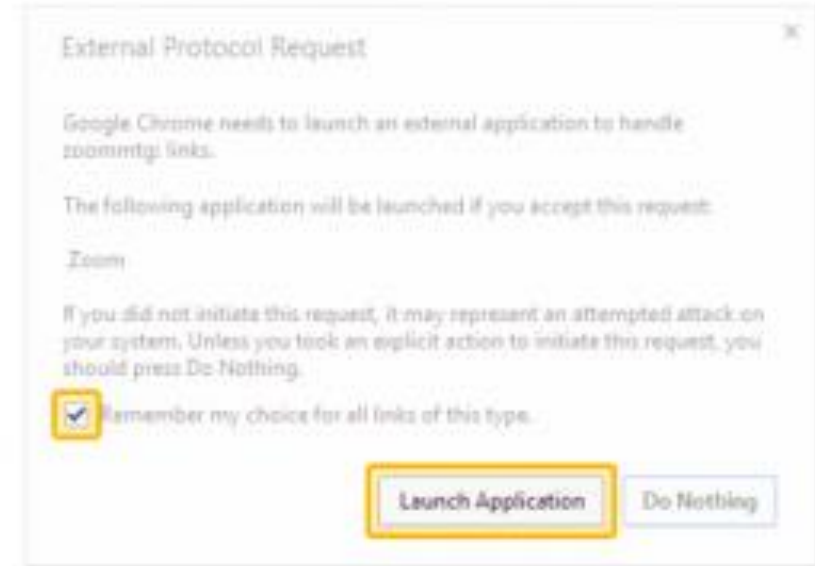 External Protocol Request
Google Chrome needs to launch an external application to handle
zoommtg: links.
The following application will be launched if you accept this request:
Zoom
If you did not initiate this request, it may represent an attempted attack on
your system. Unless you took an explicit action to initiate this request, you
should press Do Nothing.
Remember my choice for all links of this type.
Launch Application
Do Nothing